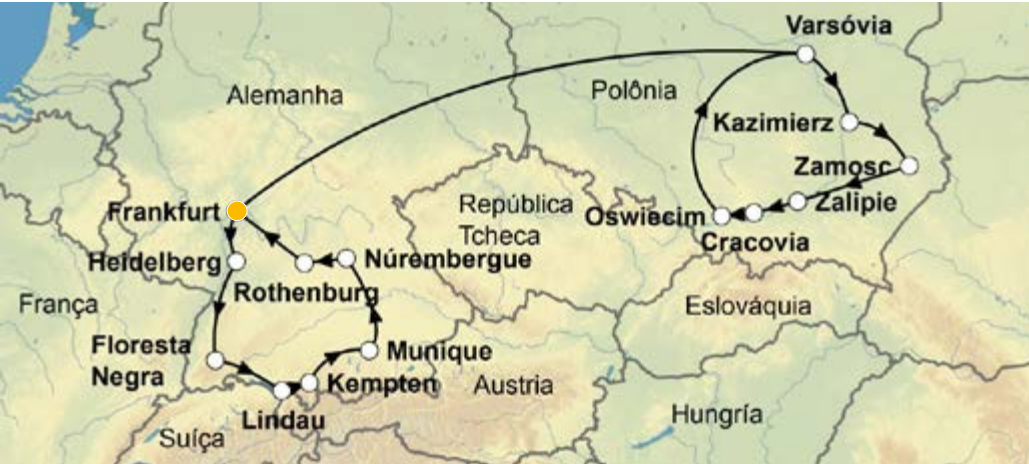 Varsóvia
Alemanha
Polônia
Kazimierz
Zamosc
Zalipie
Frankfurt
República
Tcheca
Oswiecim
Cracovia
Heidelberg
Núrembergue
Rothenburg
França
Eslováquia
Floresta
Negra
Munique
Kempten
Austria
Lindau
Hungría
Suíça